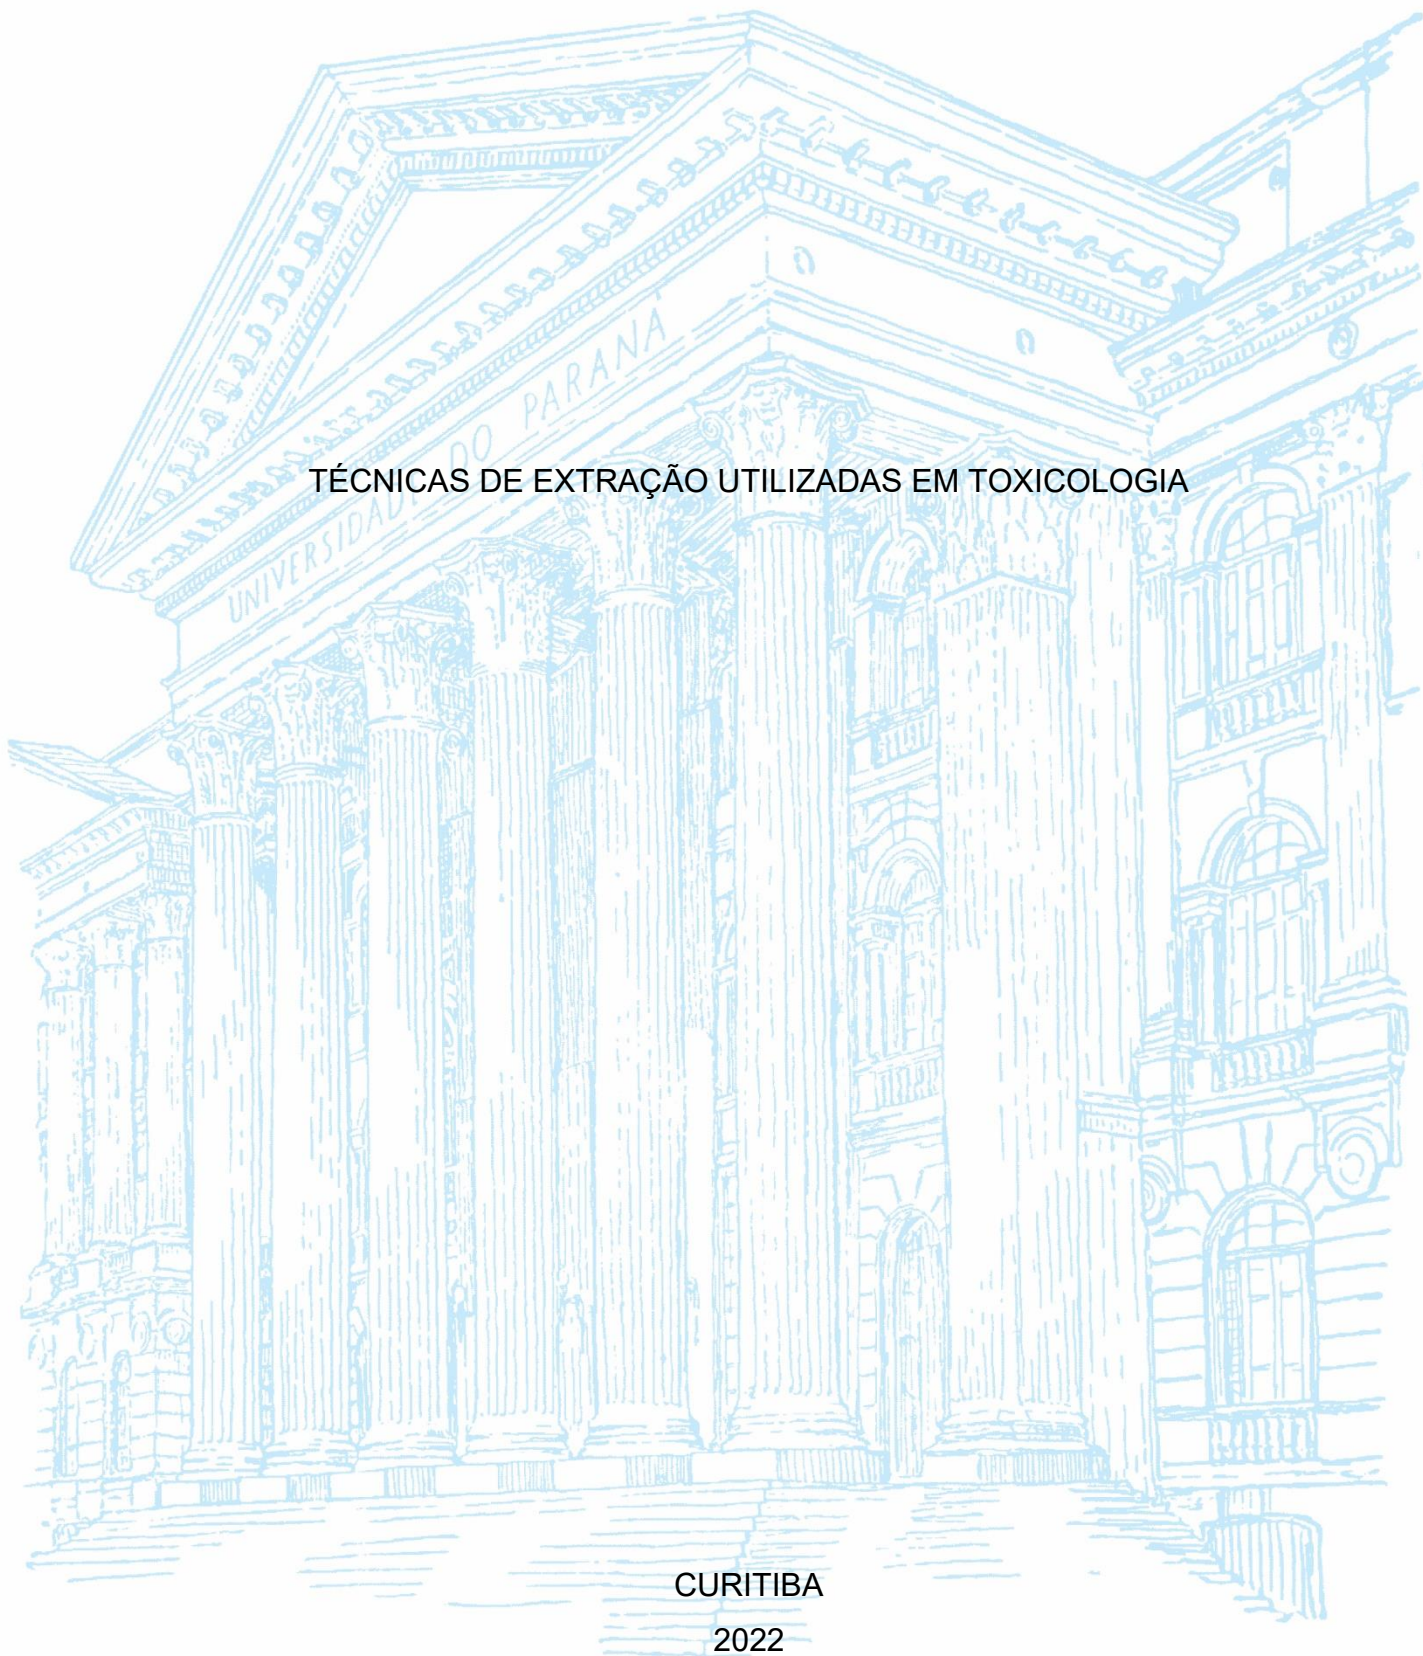 UNIVERSIDADE DO PARANÁ
TÉCNICAS DE EXTRAÇÃO UTILIZADAS EM TOXICOLOGIA
CURITIBA
2022